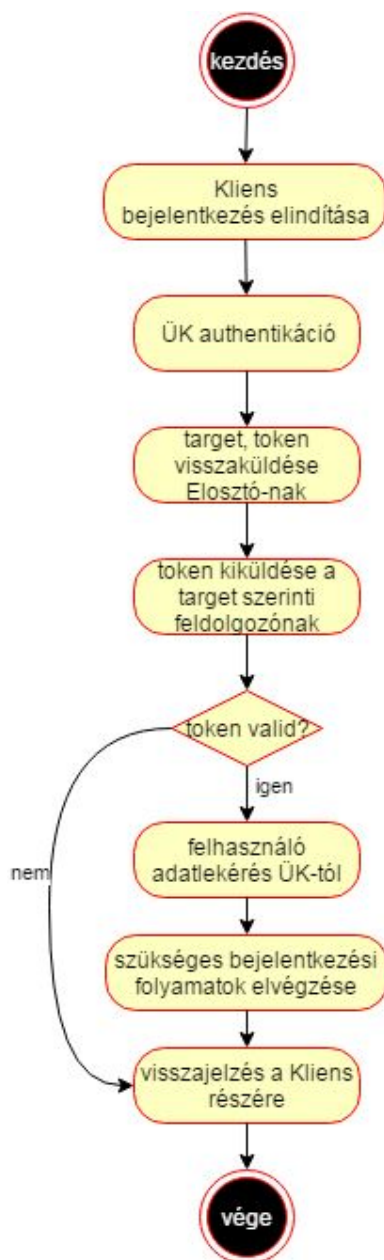 kezdés
Kliens
bejelentkezés elindítása
ÜK authentikáció
target, token
visszaküldése
Elosztó-nak
token kiküldése a
target szerinti
feldolgozónak
token valid?
igen
nem
felhasználó
adatlekérés ÜK-tól
szükséges bejelentkezési
folyamatok elvégzése
visszajelzés a Kliens
részére
vége